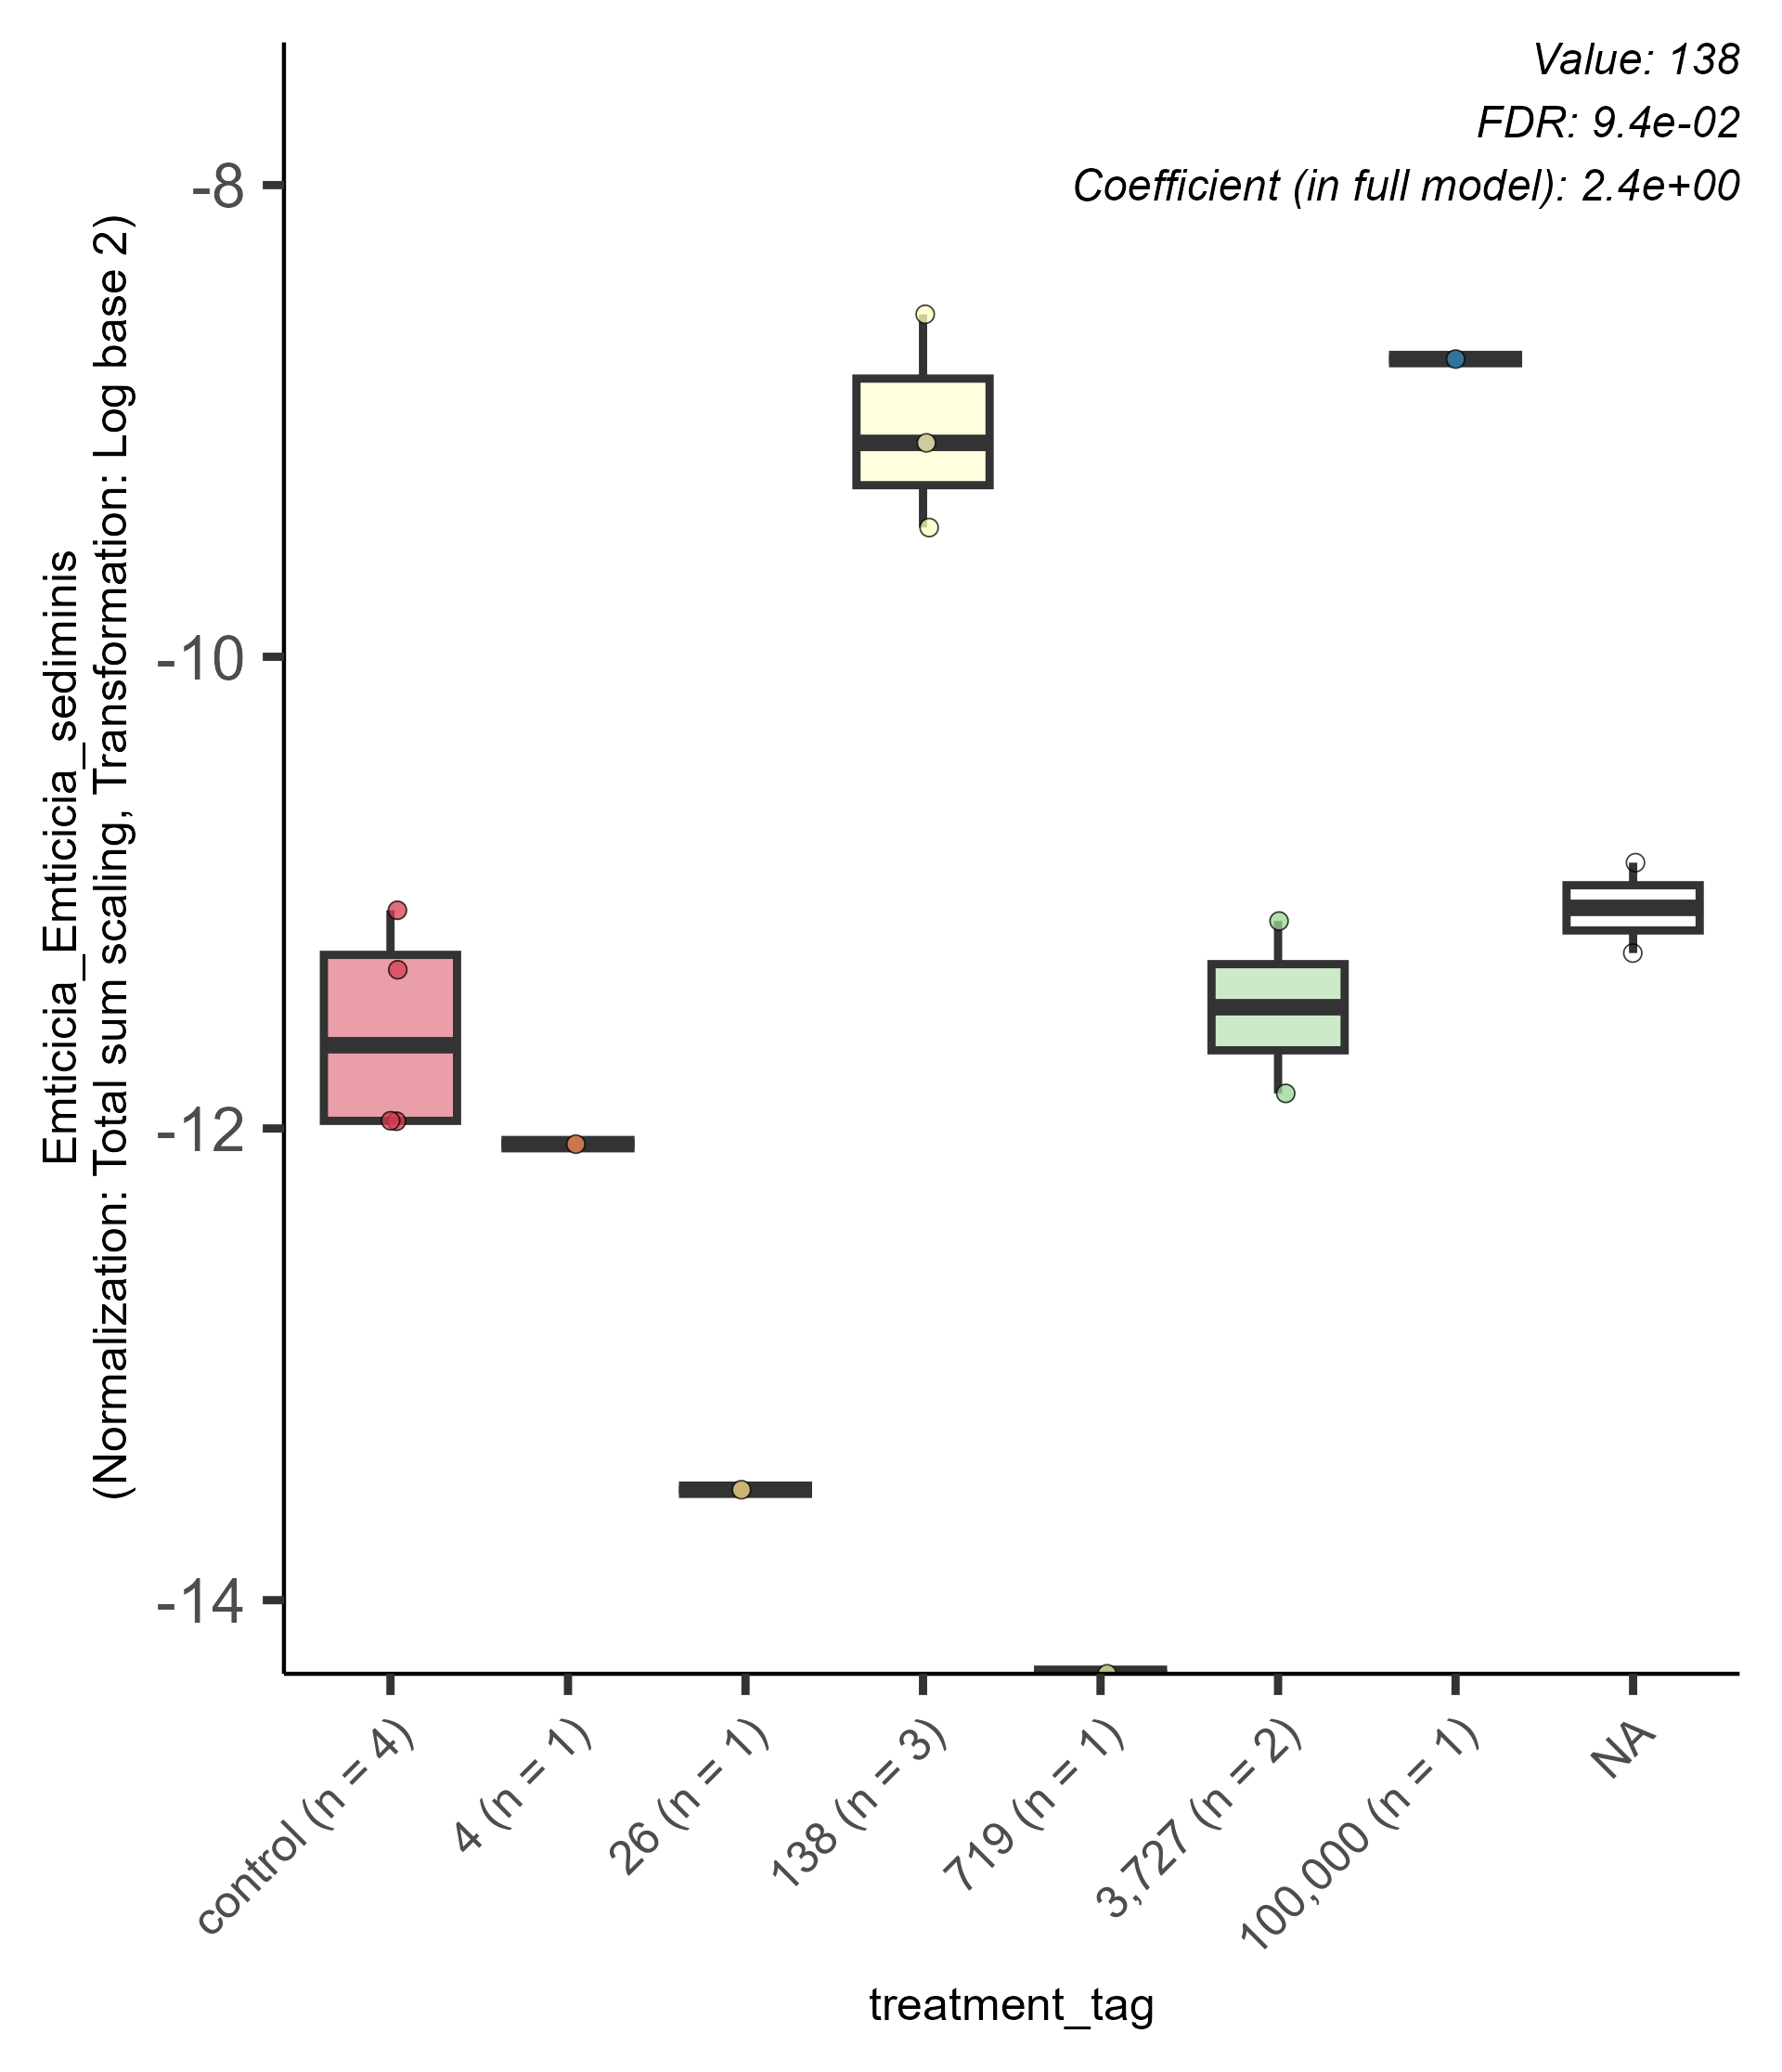 Value: 138
FDR: 9.4e-02
Coefficient (in full model): 2.4e+00
Emticicia_Emticicia_sediminis
(Normalization: Total sum scaling, Transformation: Log base 2)
-8
-10
-12
-14
control (n = 4)
4 (n = 1)
26 (n = 1)
138 (n = 3)
719 (n = 1)
3,727 (n = 2)
100,000 (n = 1)
NA
treatment_tag